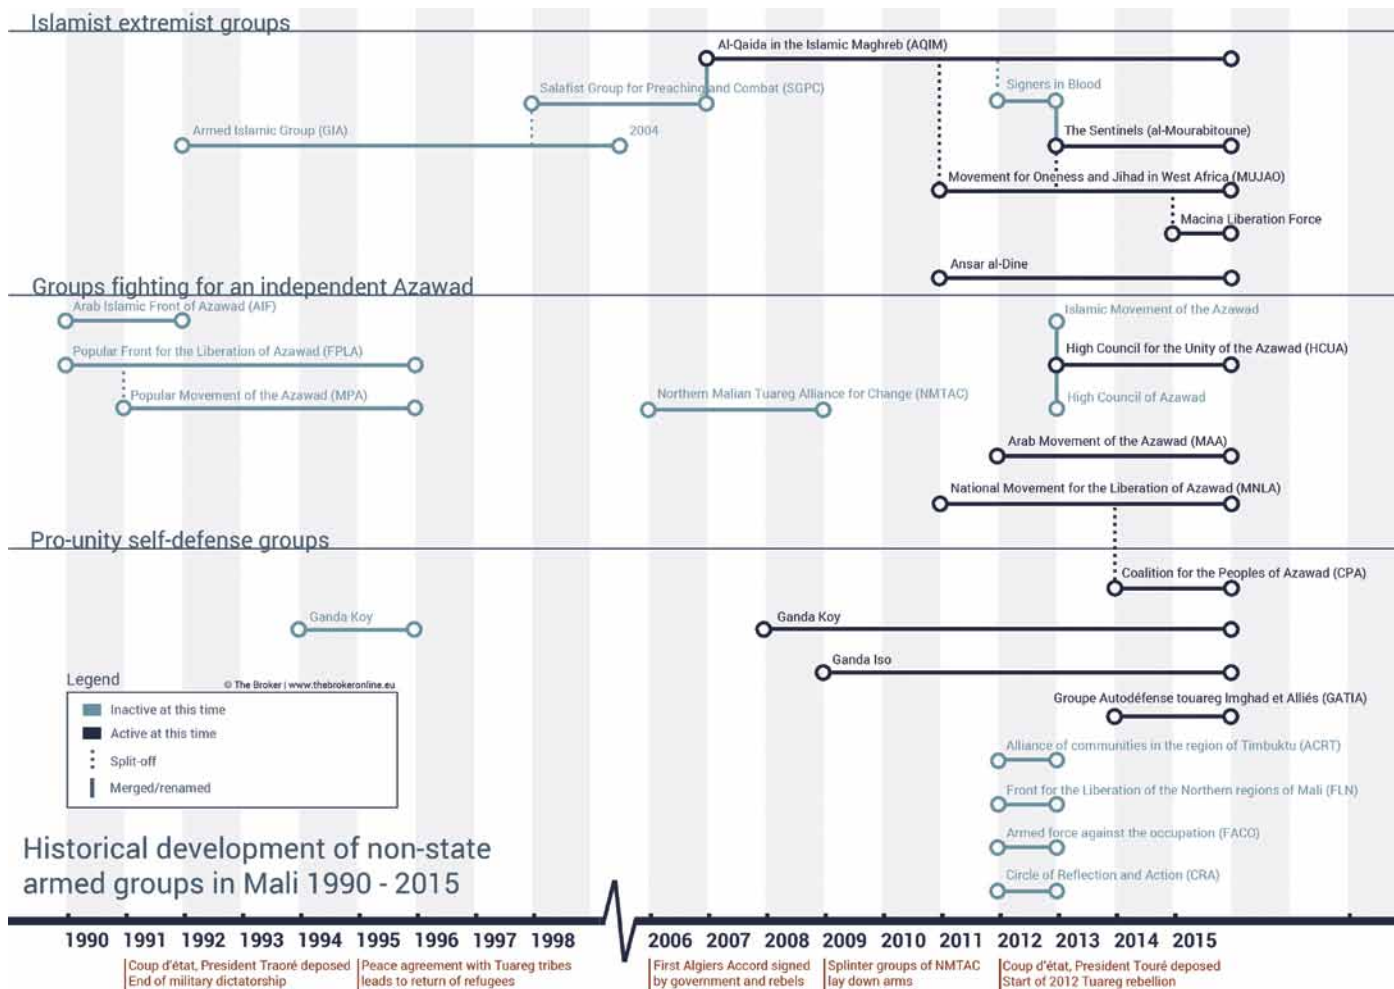 Islamist extremist groups
Al-Qaida in the Islamic Maghreb (AQIM)
Salafist Group for Preaching and Combat (SGPC)
Signers in Blood
Armed Islamic Group (GIA)
2004
The Sentinels (al-Mourabitoune)
Movement for Oneness and Jihad in West Africa (MUJAO)
Macina Liberation Force
Ansar al-Dine
Groups fighting for an independent Azawad
Arab Islamic Front of Azawad (AIF)
Islamic Movement of the Azawad
Popular Front for the Liberation of Azawad (FPLA)
High Council for the Unity of the Azawad (HCUA)
Popular Movement of the Azawad (MPA)
Northern Malian Tuareg Alliance for Change (NMTAC)
High Council of Azawad
Arab Movement of the Azawad (MAA)
National Movement for the Liberation of Azawad (MNLA)
Pro-unity self-defense groups
Coalition for the Peoples of Azawad (CPA)
Ganda Koy
Ganda Koy
Ganda Iso
Groupe Autodéfense touareg Imghad et Alliés (GATIA)
Alliance of communities in the region of Timbuktu (ACRT)
Front for the Liberation of the Northern regions of Mali (FLN)
Armed force against the occupation (FACO)
Circle of Reflection and Action (CRA)
Legend
© The Broker | www.thebrokeronline.eu
Inactive at this time
Active at this time
Split-off
Merged/renamed
Historical development of non-state
armed groups in Mali 1990 - 2015
1990 1991 1992 1993 1994 1995 1996 1997 1998 2006 2007 2008 2009 2010 2011 2012 2013 2014 2015
Coup d'état, President Traoré deposed
End of military dictatorship
Peace agreement with Tuareg tribes
leads to return of refugees
First Algiers Accord signed
by government and rebels
Splinter groups of NMTAC
lay down arms
Coup d'état, President Touré deposed
Start of 2012 Tuareg rebellion